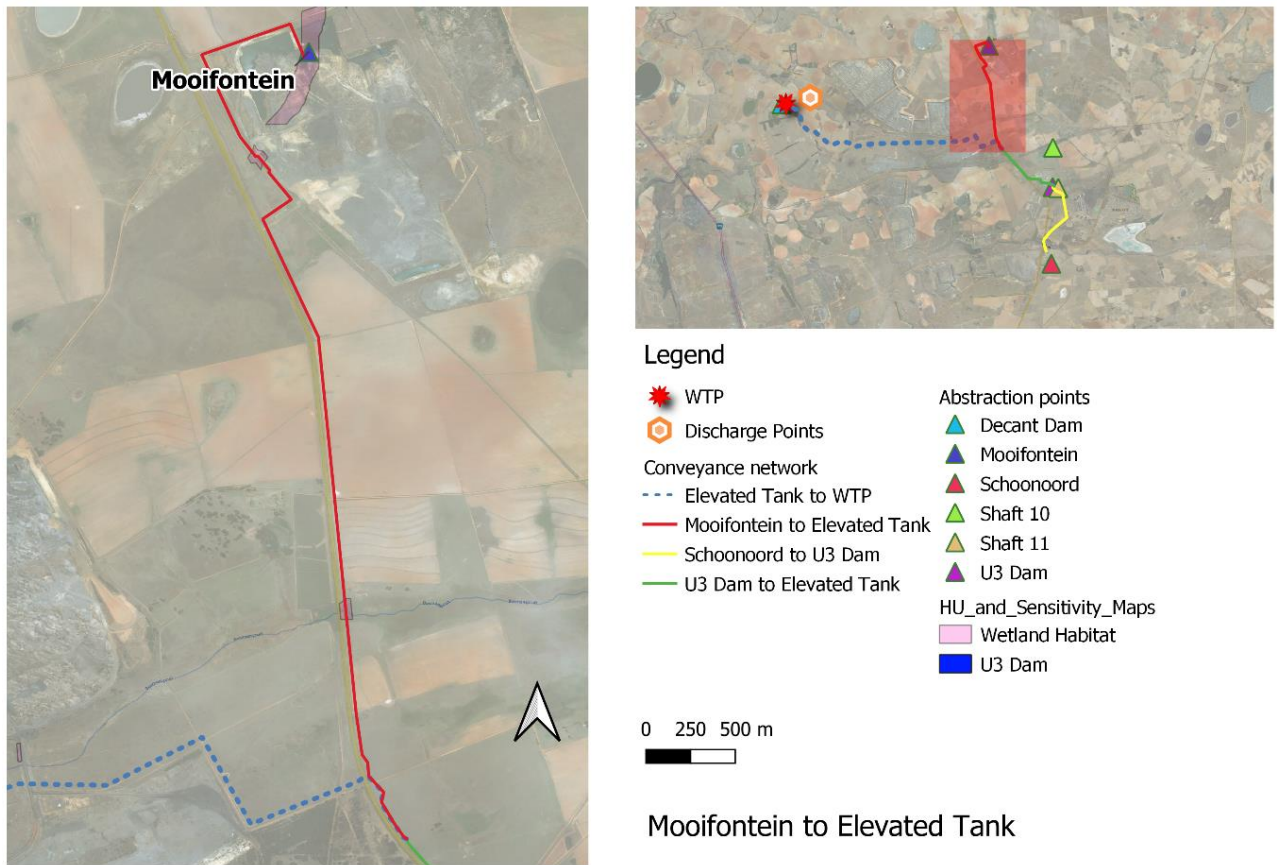 Mooifontein
Legend
WTP
Discharge Points
Conveyance network
Elevated Tank to WTP
Mooifontein to Elevated Tank
Schoonoord to U3 Dam
U3 Dam to Elevated Tank
Abstraction points
Decant Dam
Mooifontein
Schoonoord
Shaft 10
Shaft 11
U3 Dam
HU_and_Sensitivity_Maps
Wetland Habitat
U3 Dam
0 250 500 m
Mooifontein to Elevated Tank